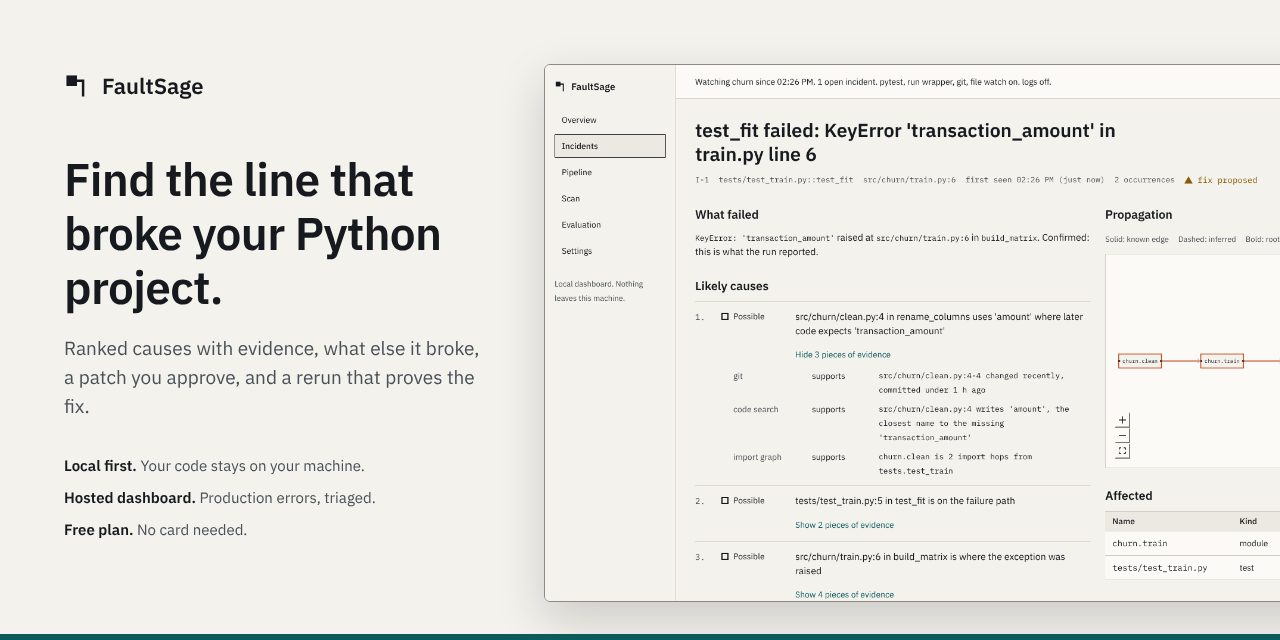 FaultSage
Find the line that
broke your Python
project.
Ranked causes with evidence, what else it broke,
a patch you approve, and a rerun that proves the
fix.
Local first. Your code stays on your machine.
Hosted dashboard. Production errors, triaged.
Free plan. No card needed.
FaultSage
Overview
Incidents
Pipeline
Scan
Evaluation
Settings
Local dashboard. Nothing
leaves this machine.
Watching churn since 02:26 PM. 1 open incident. pytest, run wrapper, git, file watch on. logs off.
test_fit failed: KeyError 'transaction_amount' in
train.py line 6
I-1 tests/test_train.py::test_fit src/churn/train.py:6 first seen 02:26 PM (just now) 2 occurrences fix proposed
What failed
KeyError: 'transaction_amount' raised at src/churn/train.py:6 in build_matrix. Confirmed:
this is what the run reported.
Likely causes
1. Possible src/churn/clean.py:4 in rename_columns uses 'amount' where later
code expects 'transaction_amount'
Hide 3 pieces of evidence
git supports src/churn/clean.py:4-4 changed recently,
committed under 1 h ago
code search supports src/churn/clean.py:4 writes 'amount', the
closest name to the missing
'transaction_amount'
import graph supports churn.clean is 2 import hops from
tests.test_train
2. Possible tests/test_train.py:5 in test_fit is on the failure path
Show 2 pieces of evidence
3. Possible src/churn/train.py:6 in build_matrix is where the exception was
raised
Show 4 pieces of evidence
Propagation
Solid: known edge Dashed: inferred Bold: root
churn.clean churn.train
Affected
Name Kind
churn.train module
tests/test_train.py test